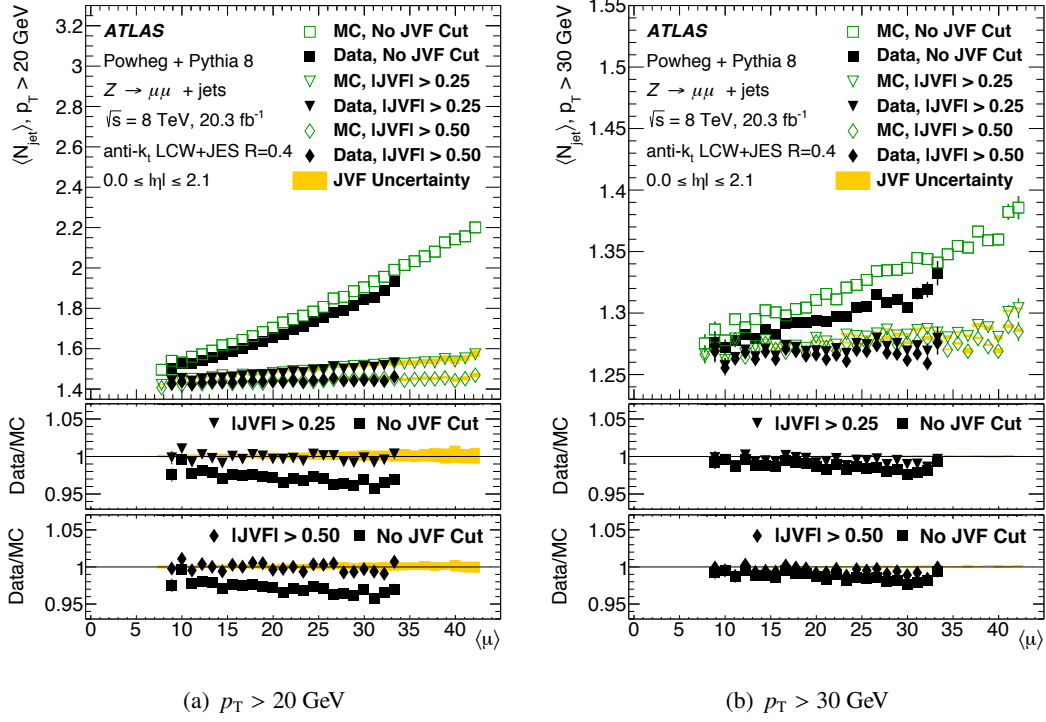 ⟨N_jet⟩, p_T > 20 GeV
3.2
3
2.8
2.6
2.4
2.2
2
1.8
1.6
1.4
ATLAS
Powheg + Pythia 8
Z → μμ + jets
√s = 8 TeV, 20.3 fb⁻¹
anti-k_t LCW+JES R=0.4
0.0 ≤ |η| ≤ 2.1
MC, No JVF Cut
Data, No JVF Cut
MC, |JVF| > 0.25
Data, |JVF| > 0.25
MC, |JVF| > 0.50
Data, |JVF| > 0.50
JVF Uncertainty
Data/MC
1.05
1
0.95
|JVF| > 0.25 No JVF Cut
Data/MC
1.05
1
0.95
|JVF| > 0.50 No JVF Cut
0 5 10 15 20 25 30 35 40
⟨μ⟩
(a) p_T > 20 GeV
⟨N_jet⟩, p_T > 30 GeV
1.55
1.5
1.45
1.4
1.35
1.3
1.25
ATLAS
Powheg + Pythia 8
Z → μμ + jets
√s = 8 TeV, 20.3 fb⁻¹
anti-k_t LCW+JES R=0.4
0.0 ≤ |η| ≤ 2.1
MC, No JVF Cut
Data, No JVF Cut
MC, |JVF| > 0.25
Data, |JVF| > 0.25
MC, |JVF| > 0.50
Data, |JVF| > 0.50
JVF Uncertainty
Data/MC
1.05
1
0.95
|JVF| > 0.25 No JVF Cut
Data/MC
1.05
1
0.95
|JVF| > 0.50 No JVF Cut
0 5 10 15 20 25 30 35 40
⟨μ⟩
(b) p_T > 30 GeV